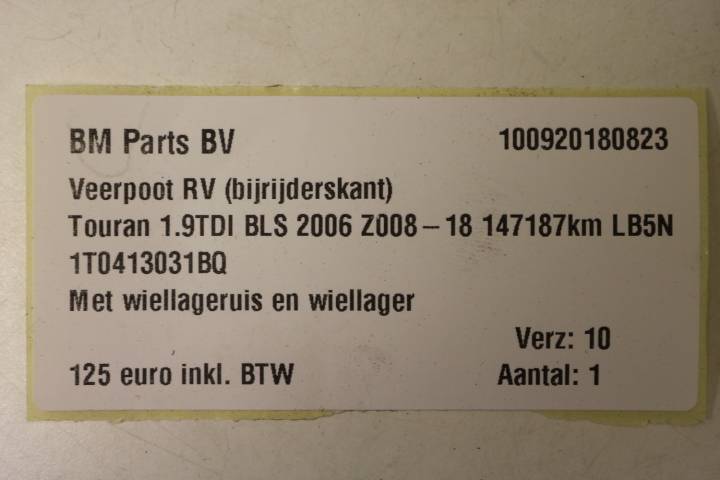 BM Parts BV 100920180823
Veerpoot RV (bijrijderskant)
Touran 1.9TDI BLS 2006 Z008-18 147187km LB5N
1T0413031BQ
Met wiellageruis en wiellager
Verz: 10
125 euro inkl. BTW Aantal: 1